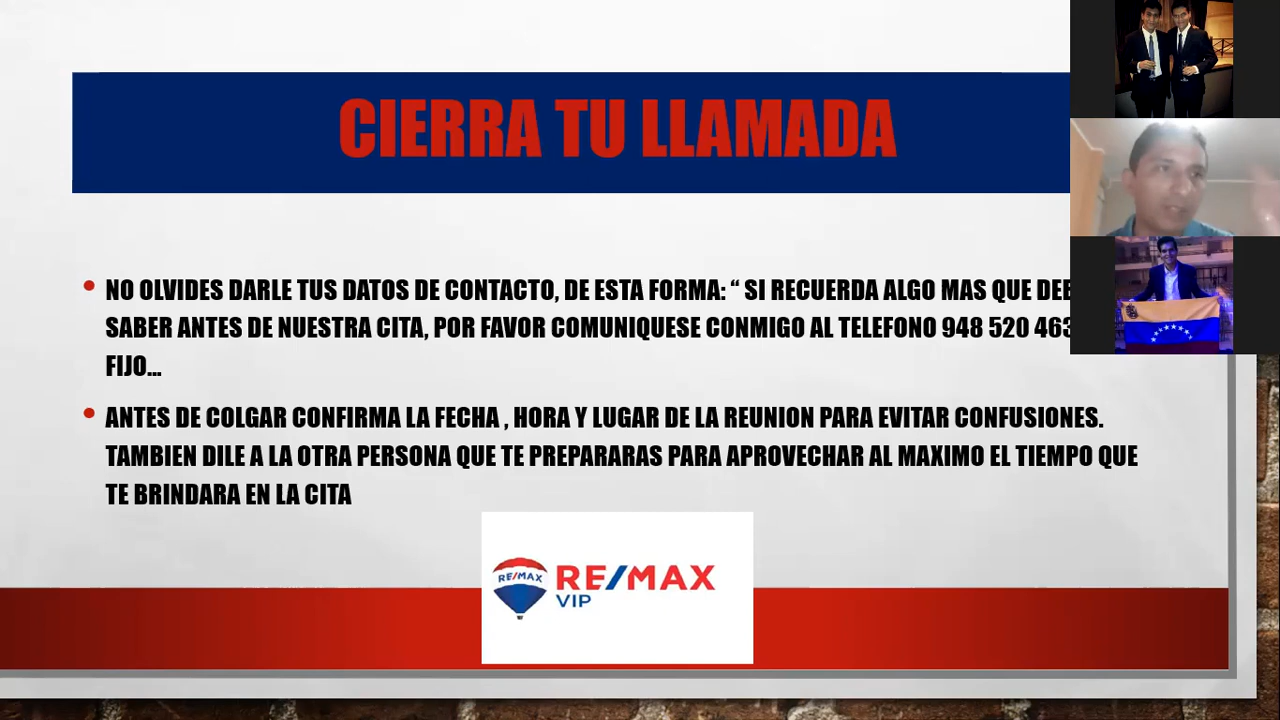 CIERRA TU LLAMADA
• NO OLVIDES DARLE TUS DATOS DE CONTACTO, DE ESTA FORMA: “ SI RECUERDA ALGO MAS QUE
SABER ANTES DE NUESTRA CITA, POR FAVOR COMUNIQUESE CONMIGO AL TELEFONO 948 520 463
FIJO...
• ANTES DE COLGAR CONFIRMA LA FECHA , HORA Y LUGAR DE LA REUNION PARA EVITAR CONFUSIONES.
TAMBIEN DILE A LA OTRA PERSONA QUE TE PREPARARAS PARA APROVECHAR AL MAXIMO EL TIEMPO QUE
TE BRINDARA EN LA CITA
RE/MAX
RE/MAX
VIP